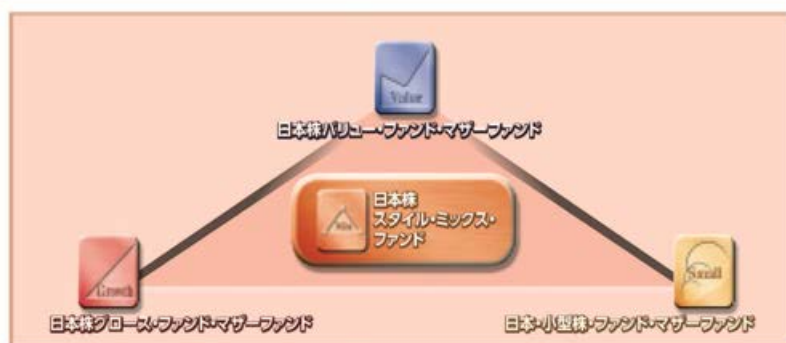 Value
日本株バリュー・ファンド・マザーファンド
日本株
スタイル・ミックス・
ファンド
Growth
日本株グロース・ファンド・マザーファンド
Small
日本・小型株・ファンド・マザーファンド